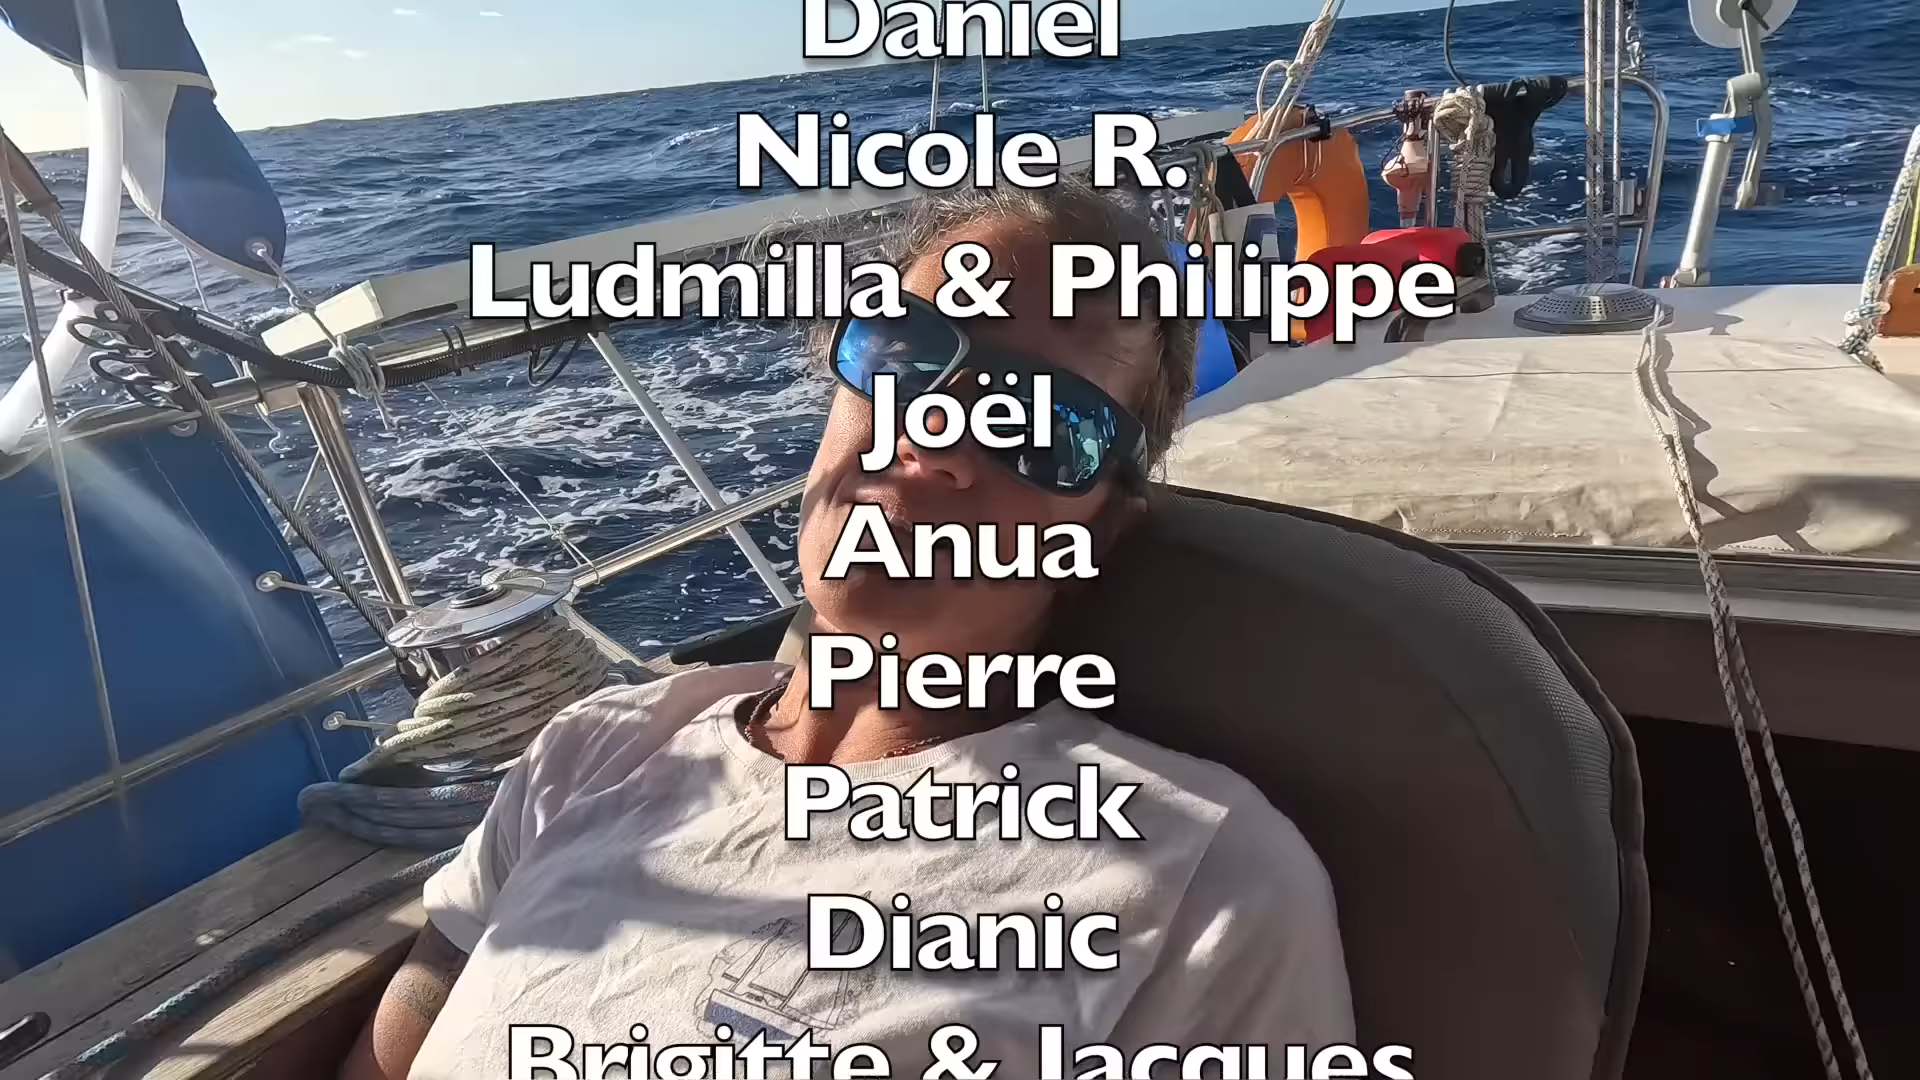 Daniel
Nicole R.
Ludmilla & Philippe
Joël
Anua
Pierre
Patrick
Dianic
Brigitte & Jacques